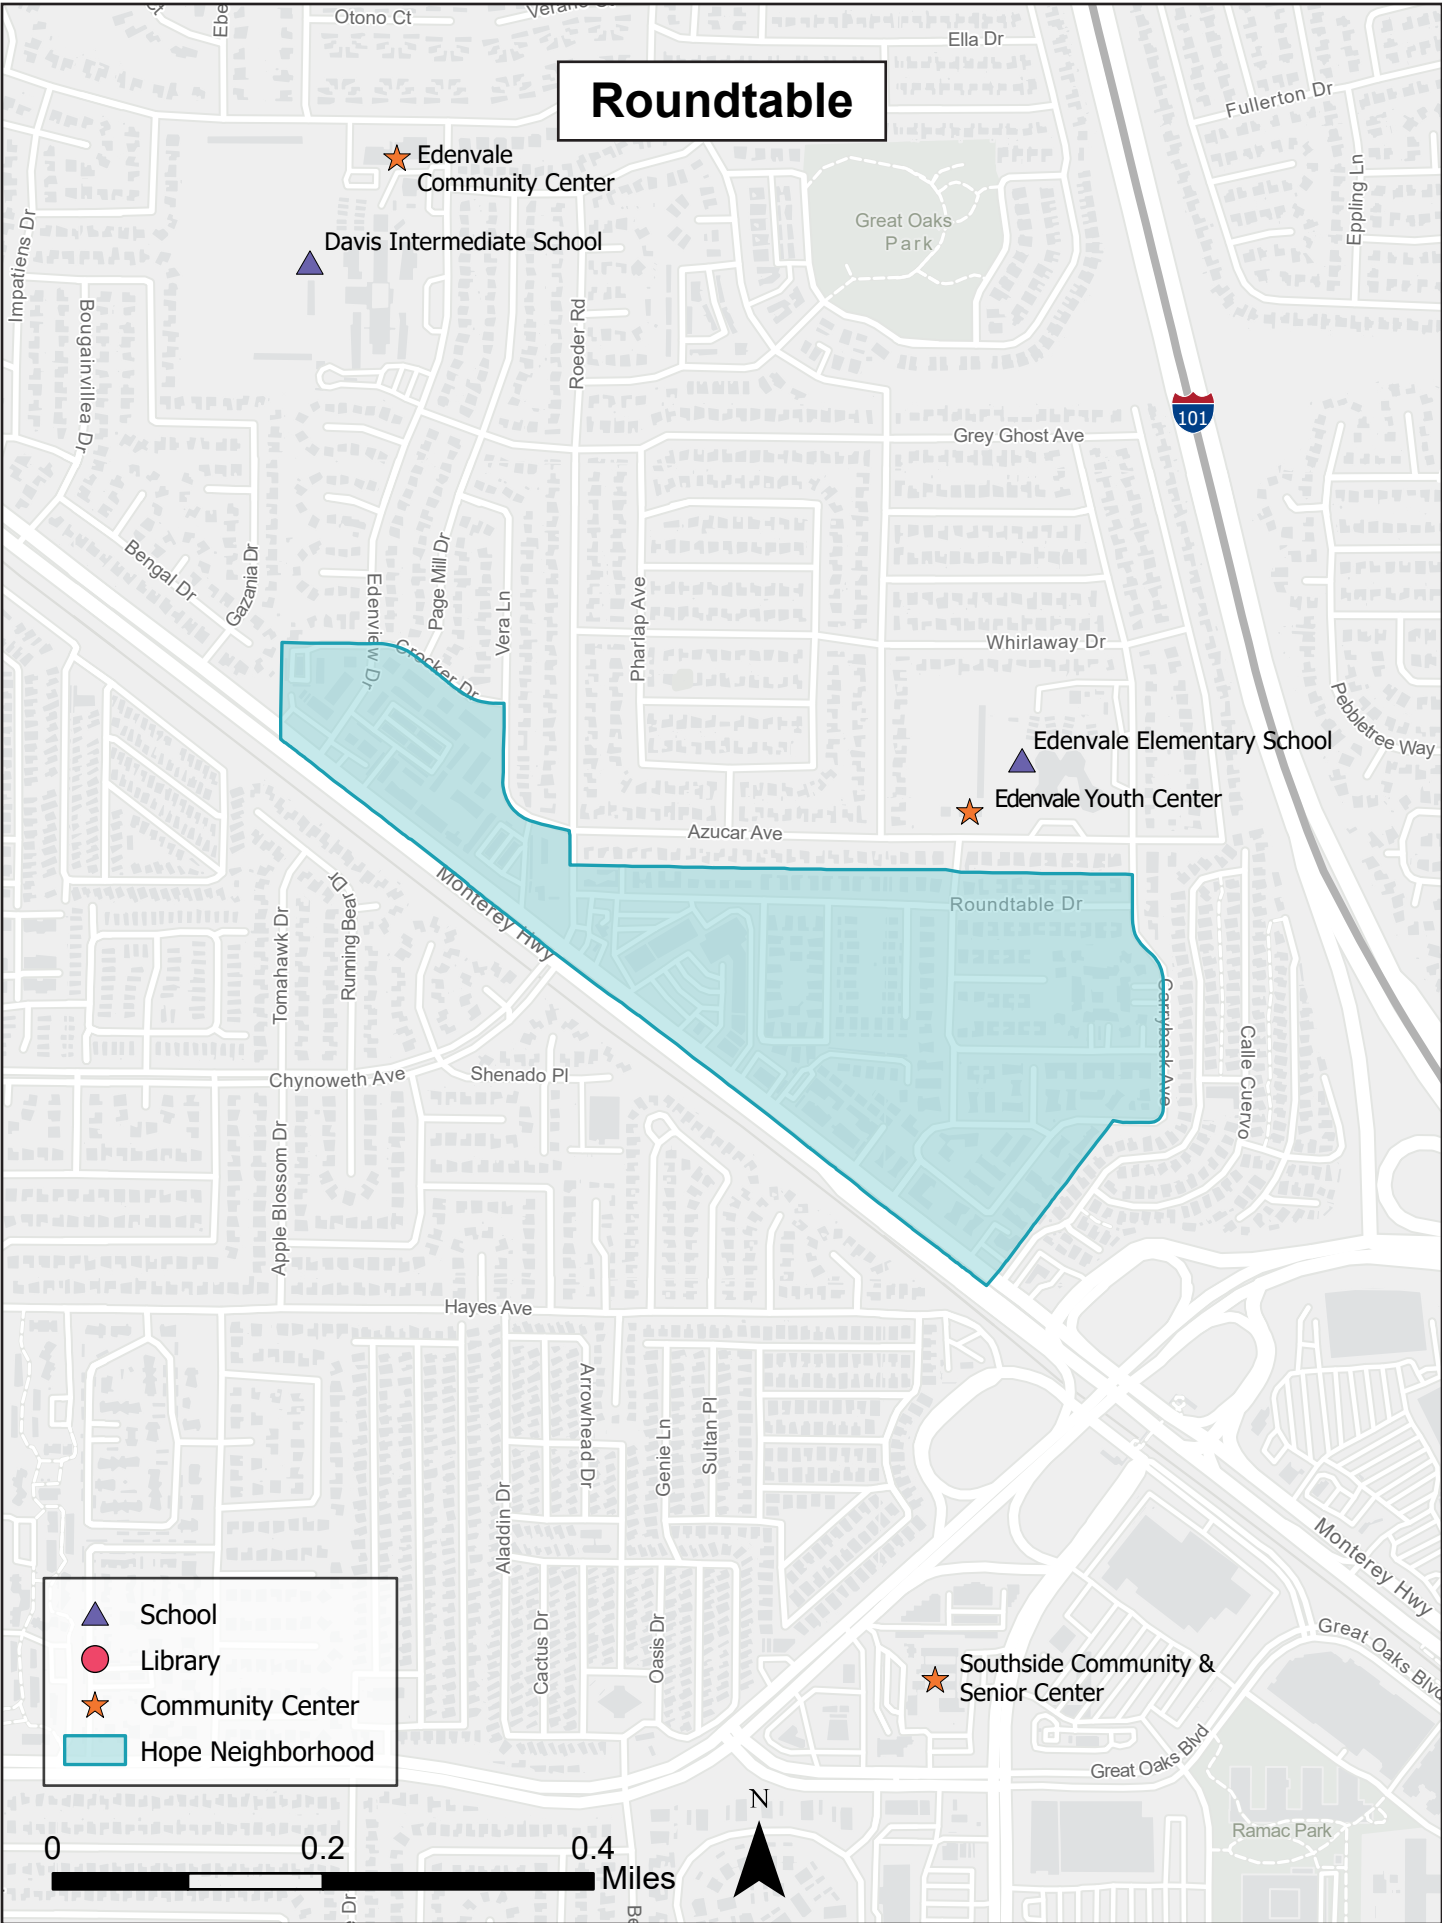 Otono Ct
Ella Dr
Roundtable
Fullerton Dr
Edenvale
Community Center
Eppling Ln
Great Oaks
Park
Impatiens Dr
Davis Intermediate School
Bougainvillea Dr
Roeder Rd
101
Grey Ghost Ave
Bengal Dr
Gazania Dr
Page Mill Dr
Edenview Dr
Vera Ln
Pharlap Ave
Crocker Dr
Whirlaway Dr
Pebbletree Way
Edenvale Elementary School
Edenvale Youth Center
Azucar Ave
Monterey Hwy
Running Bear Dr
Tomahawk Dr
Roundtable Dr
Carryback Ave
Calle Cuervo
Chynoweth Ave
Shenado Pl
Apple Blossom Dr
Hayes Ave
Arrowhead Dr
Genie Ln
Sultan Pl
Aladdin Dr
Monterey Hwy
Cactus Dr
Oasis Dr
Great Oaks Blvd
Southside Community &
Senior Center
Great Oaks Blvd
Ramac Park
School
Library
Community Center
Hope Neighborhood
N
0 0.2 0.4
Miles
Dr